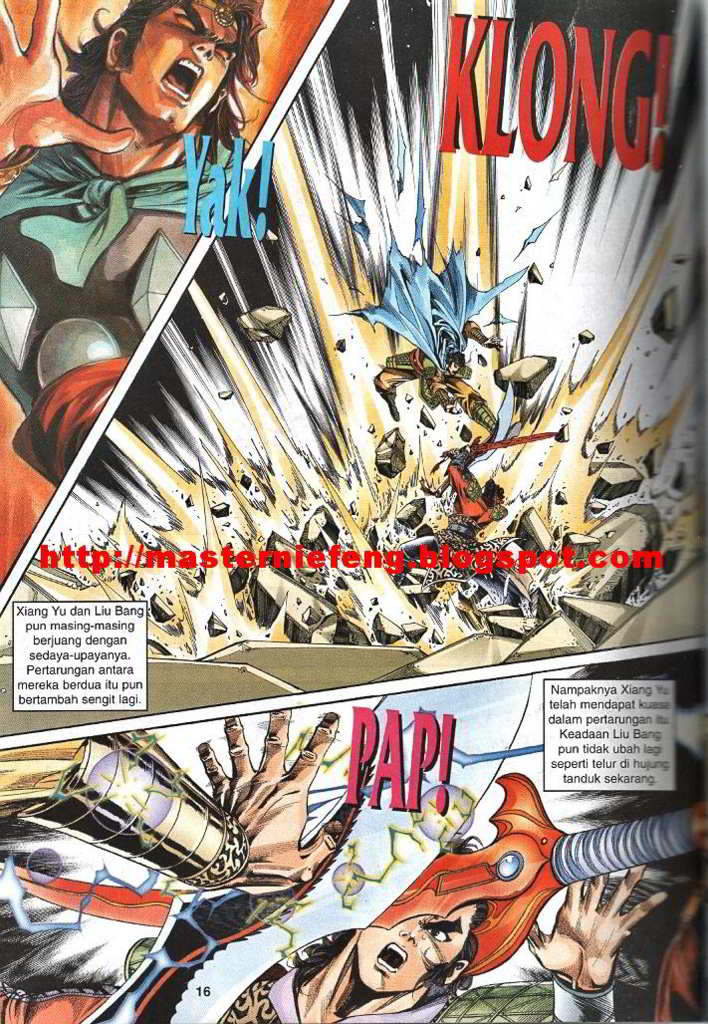 KLONG!
Yak!
http://masterniefeng.blogspot.com
Xiang Yu dan Liu Bang
pun masing-masing
berjuang dengan
sedaya-upayanya.
Pertarungan antara
mereka berdua itu pun
bertambah sengit lagi.
Nampaknya Xiang Yu
telah mendapat kuasa
dalam pertarungan itu.
Keadaan Liu Bang
pun tidak ubah lagi
seperti telur di hujung
tanduk sekarang.
PAP!
16